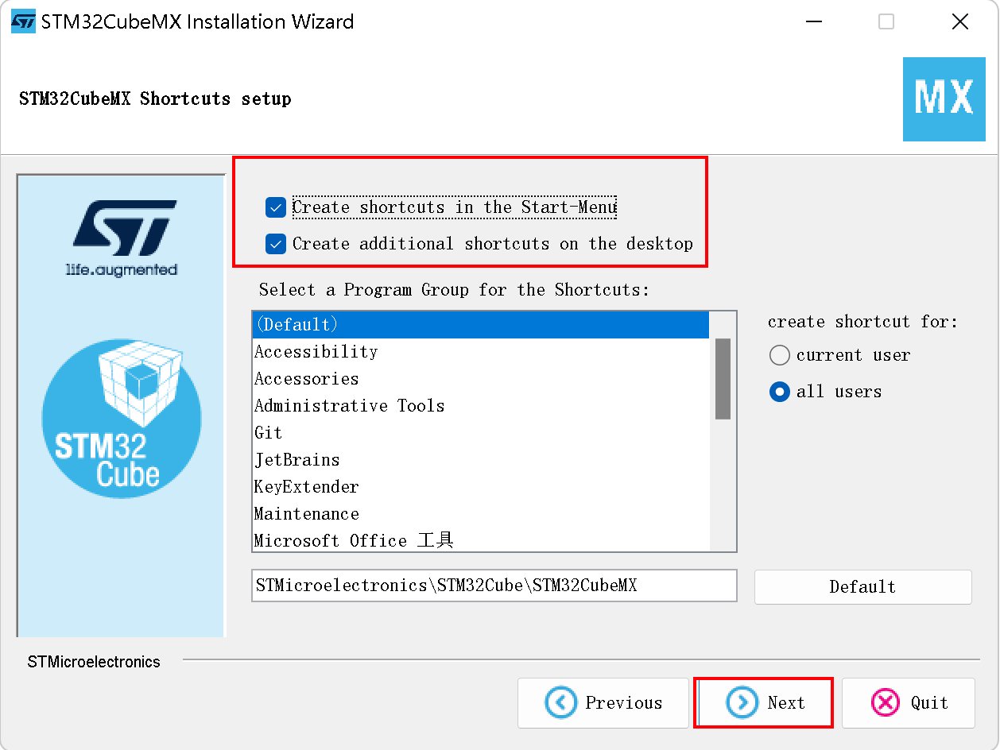 STM32CubeMX Installation Wizard
STM32CubeMX Shortcuts setup
MX
life.augmented
STM32
Cube
Create shortcuts in the Start-Menu
Create additional shortcuts on the desktop
Select a Program Group for the Shortcuts:
(Default)
Accessibility
Accessories
Administrative Tools
Git
JetBrains
KeyExtender
Maintenance
Microsoft Office 工具
create shortcut for:
current user
all users
STMicroelectronics\STM32Cube\STM32CubeMX
Default
STMicroelectronics
Previous
Next
Quit